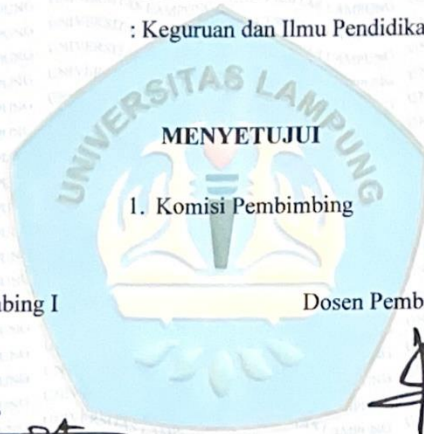 : Keguruan dan Ilmu Pendidika
UNIVERSITAS LAMPUNG
MENYETUJUI
1. Komisi Pembimbing
bing I Dosen Pemb